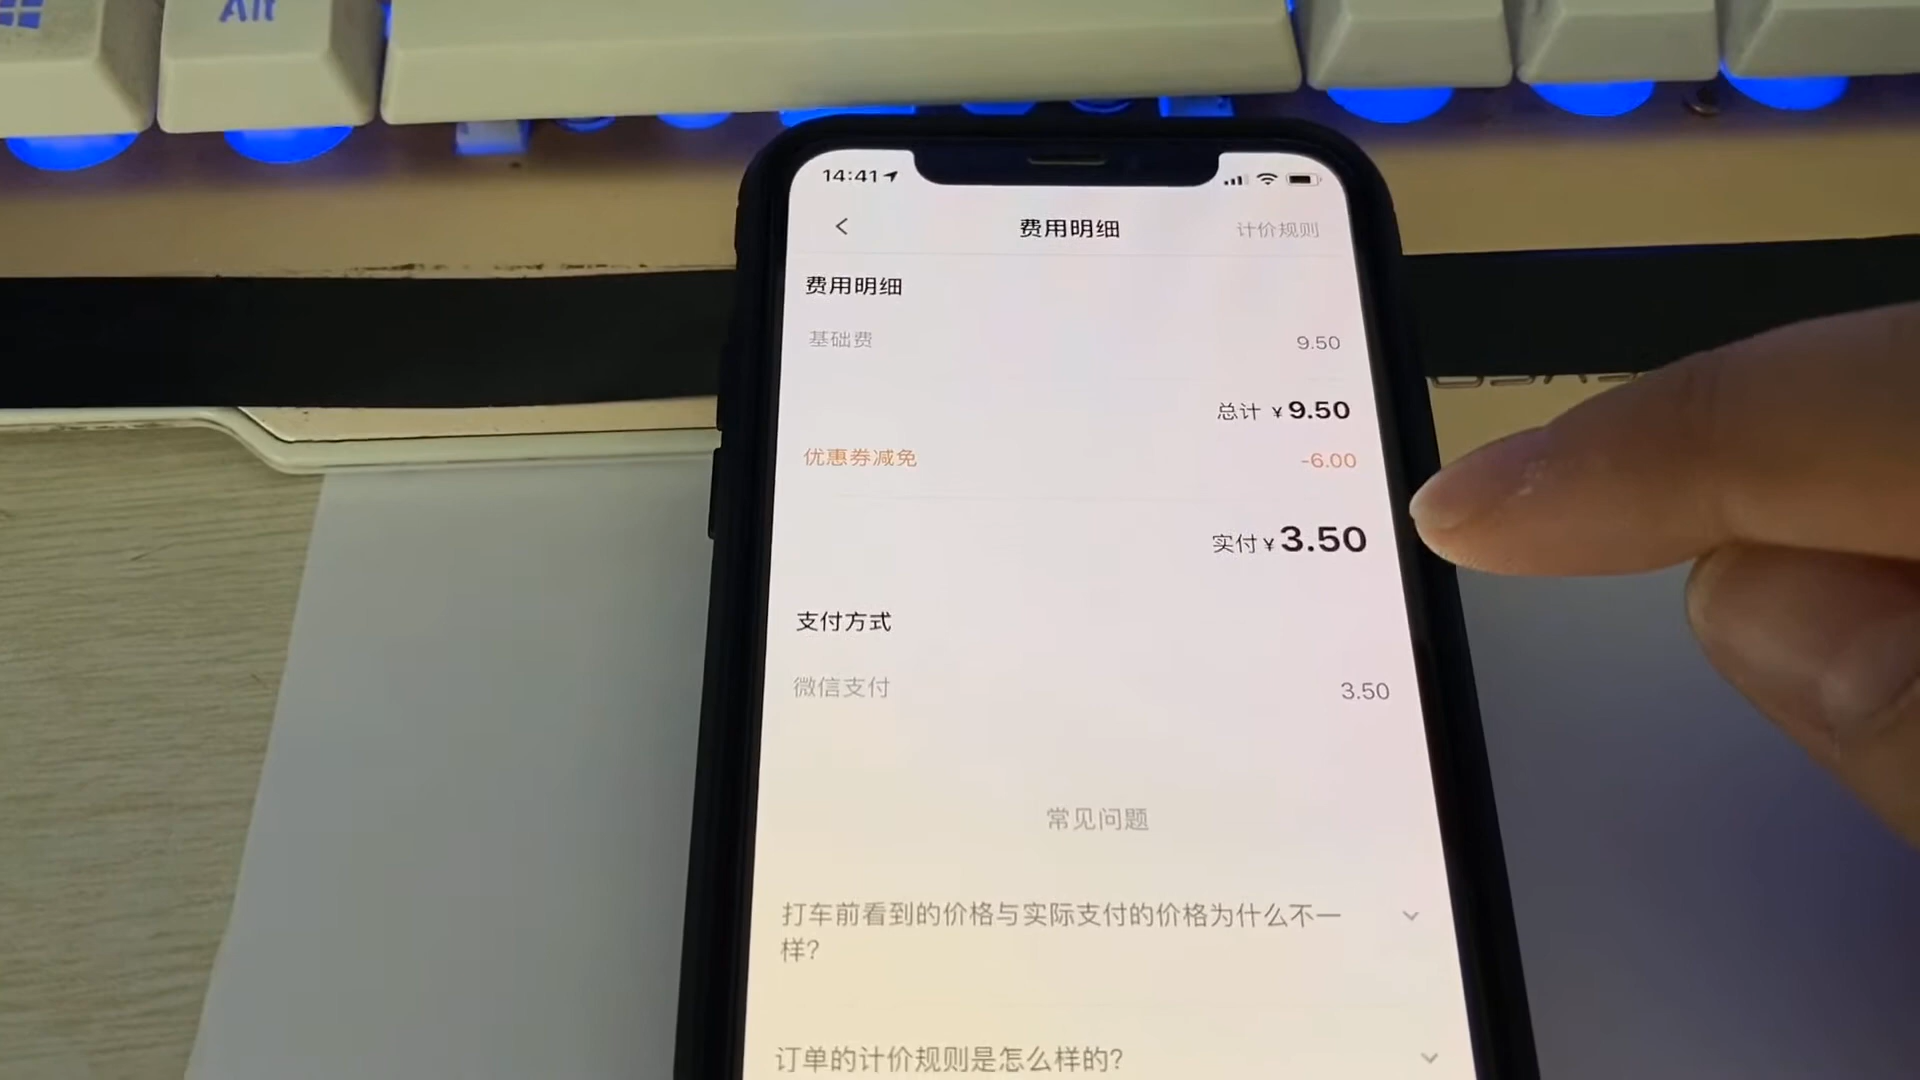 Alt
14:41
费用明细
计价规则
费用明细
基础费 9.50
总计 ¥9.50
优惠券减免 -6.00
实付 ¥3.50
支付方式
微信支付 3.50
常见问题
打车前看到的价格与实际支付的价格为什么不一
样?
订单的计价规则是怎么样的?